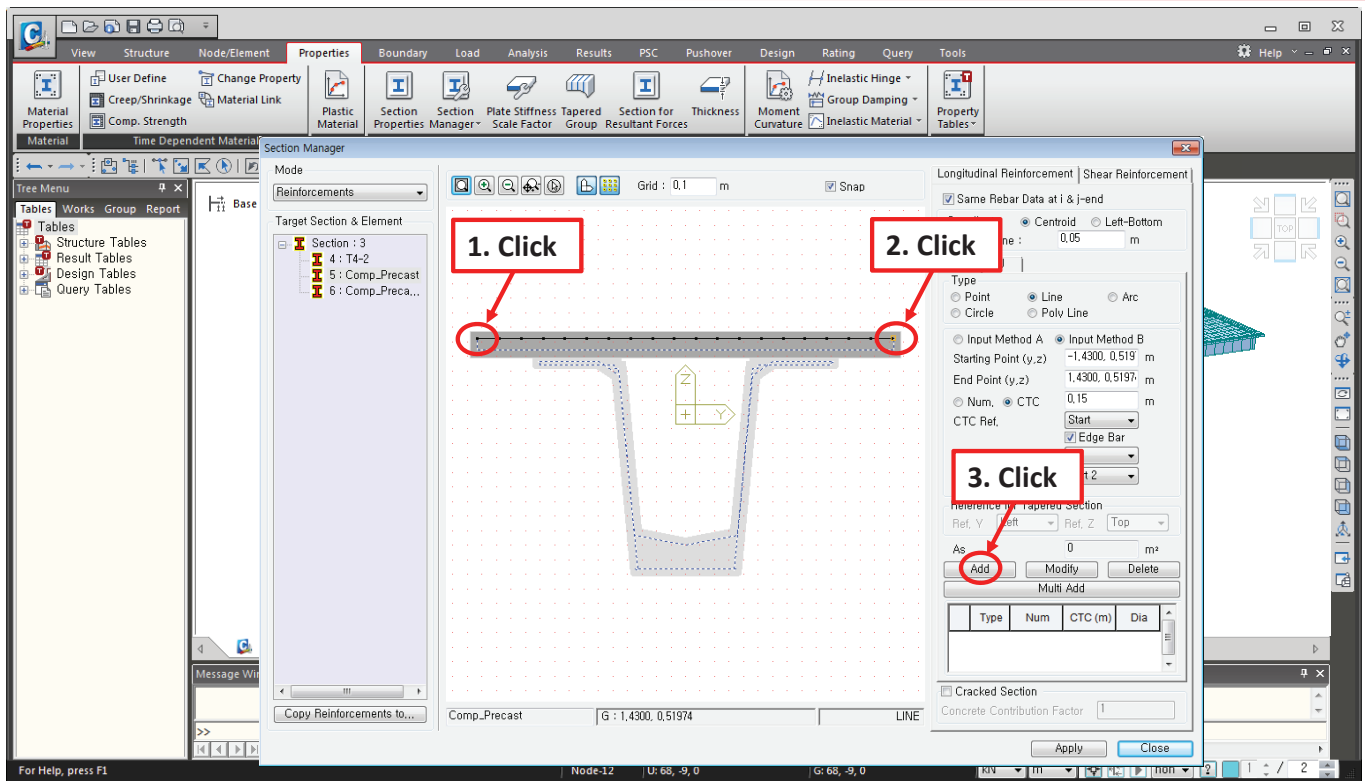 View Structure Node/Element Properties Boundary Load Analysis Results PSC Pushover Design Rating Query Tools Help
User Define Change Property
Creep/Shrinkage Material Link
Comp. Strength
Material Properties
Plastic Material
Section Properties
Section Manager
Plate Stiffness Scale Factor
Tapered Group
Section for Resultant Forces
Thickness
Moment Curvature
Inelastic Hinge
Group Damping
Inelastic Material
Property Tables
Material Time Dependent Material
Section Manager
Tree Menu
Tables Works Group Report
Tables
Structure Tables
Result Tables
Design Tables
Query Tables
Base
Mode
Reinforcements
Target Section & Element
Section : 3
4 : T4-2
5 : Comp_Precast
6 : Comp_Preca...
Copy Reinforcements to...
Grid : 0,1 m
Snap
1. Click
2. Click
3. Click
Z
Y
Comp_Precast G : 1,4300, 0,51974 LINE
Longitudinal Reinforcement Shear Reinforcement
Same Rebar Data at i & j-end
Centroid Left-Bottom
0,05 m
Type
Point Line Arc
Circle Poly Line
Input Method A Input Method B
Starting Point (y,z) -1,4300, 0,519 m
End Point (y,z) 1,4300, 0,5197 m
Num, CTC 0,15 m
CTC Ref, Start
Edge Bar
Reference for Tapered Section
Ref, Y Left Ref, Z Top
As 0 m²
Add Modify Delete
Multi Add
Type Num CTC (m) Dia
Cracked Section
Concrete Contribution Factor 1
Apply Close
TOP
Message Wi
>>
For Help, press F1 Node-12 U: 68, -9, 0 G: 68, -9, 0 kN m non 1 / 2